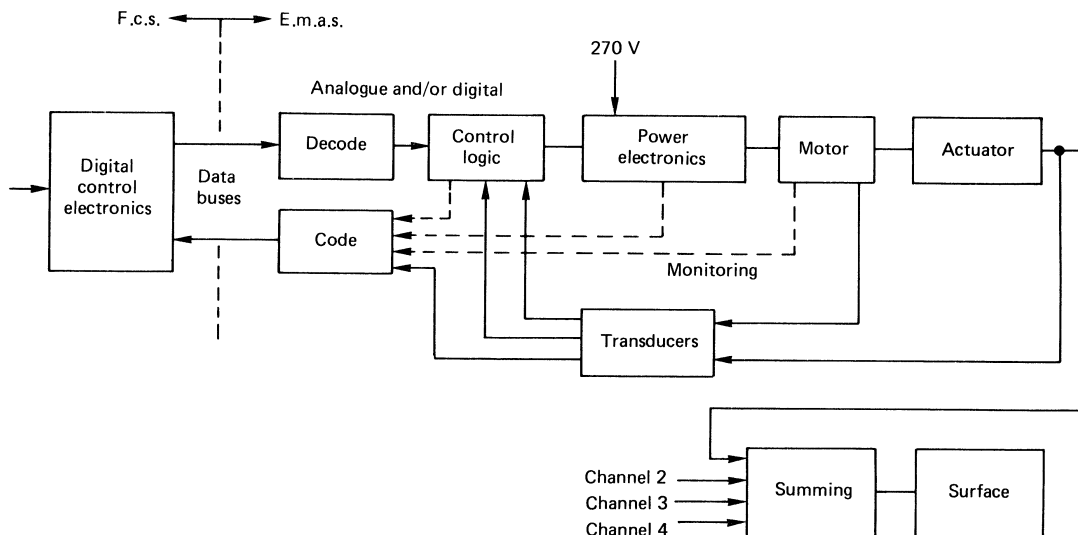 F.c.s.
E.m.a.s.
270 V
Analogue and/or digital
Digital
control
electronics
Data
buses
Decode
Control
logic
Power
electronics
Motor
Actuator
Code
Monitoring
Transducers
Channel 2
Channel 3
Channel 4
Summing
Surface